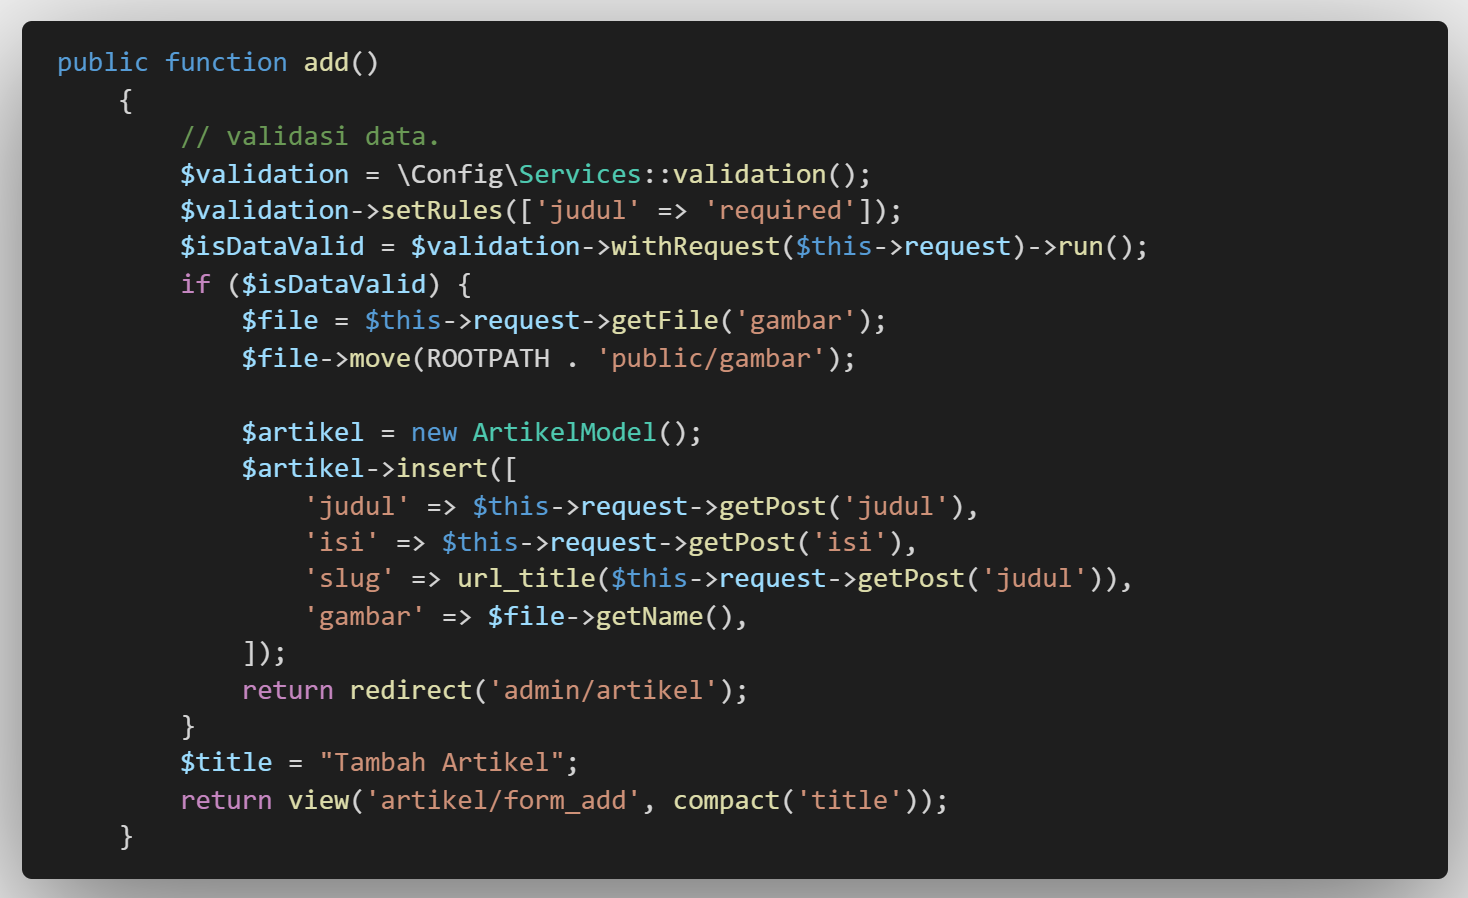 public function add()
    {
        // validasi data.
        $validation = \Config\Services::validation();
        $validation->setRules(['judul' => 'required']);
        $isDataValid = $validation->withRequest($this->request)->run();
        if ($isDataValid) {
            $file = $this->request->getFile('gambar');
            $file->move(ROOTPATH . 'public/gambar');

            $artikel = new ArtikelModel();
            $artikel->insert([
                'judul' => $this->request->getPost('judul'),
                'isi' => $this->request->getPost('isi'),
                'slug' => url_title($this->request->getPost('judul')),
                'gambar' => $file->getName(),
            ]);
            return redirect('admin/artikel');
        }
        $title = "Tambah Artikel";
        return view('artikel/form_add', compact('title'));
    }